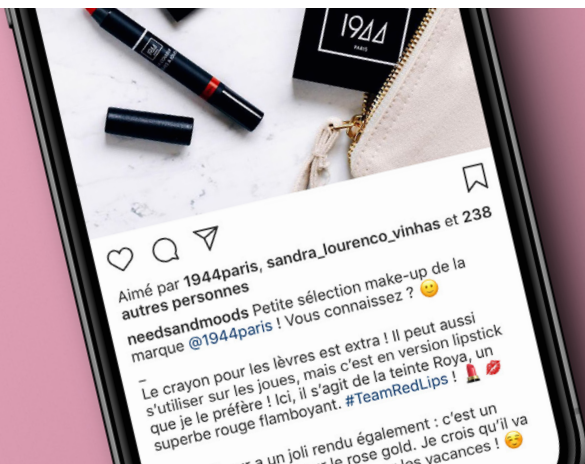 1944
PARIS
1944
Aimé par 1944paris, sandra_lourenco_vinhas et 238
autres personnes
needsandmoods Petite sélection make-up de la
marque @1944paris ! Vous connaissez ? 🙂
_
Le crayon pour les lèvres est extra ! Il peut aussi
s'utiliser sur les joues, mais c'est en version lipstick
que je le préfère ! Ici, il s'agit de la teinte Roya, un
superbe rouge flamboyant. #TeamRedLips ! 💄 💋
a un joli rendu également : c'est un
le rose gold. Je crois qu'il va
les vacances ! ☺️